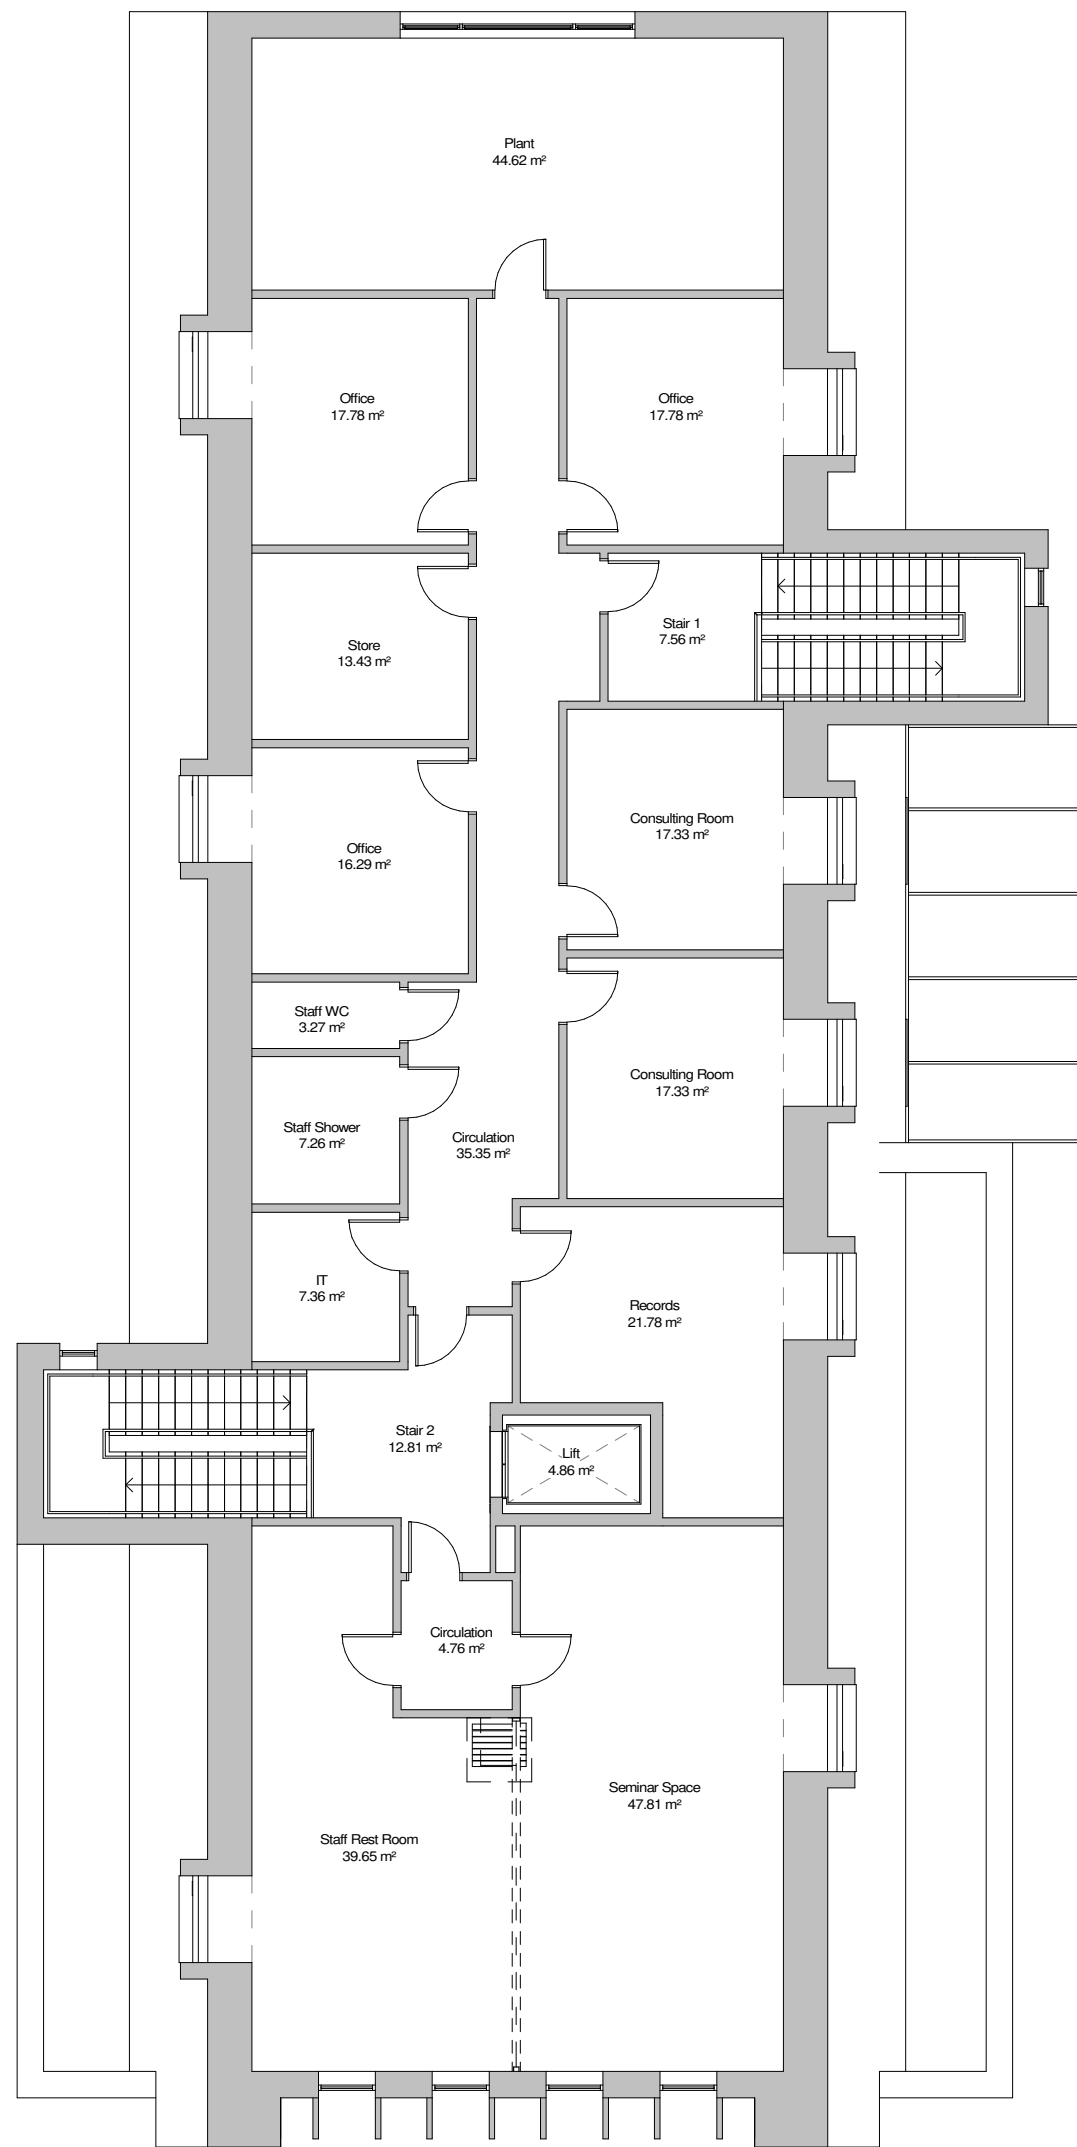 Plant
44.62 m²
Office
17.78 m²
Office
17.78 m²
Stair 1
7.56 m²
Store
13.43 m²
Consulting Room
17.33 m²
Office
16.29 m²
Staff WC
3.27 m²
Consulting Room
17.33 m²
Staff Shower
7.26 m²
Circulation
35.35 m²
IT
7.36 m²
Records
21.78 m²
Stair 2
12.81 m²
Lift
4.86 m²
Circulation
4.76 m²
Seminar Space
47.81 m²
Staff Rest Room
39.65 m²